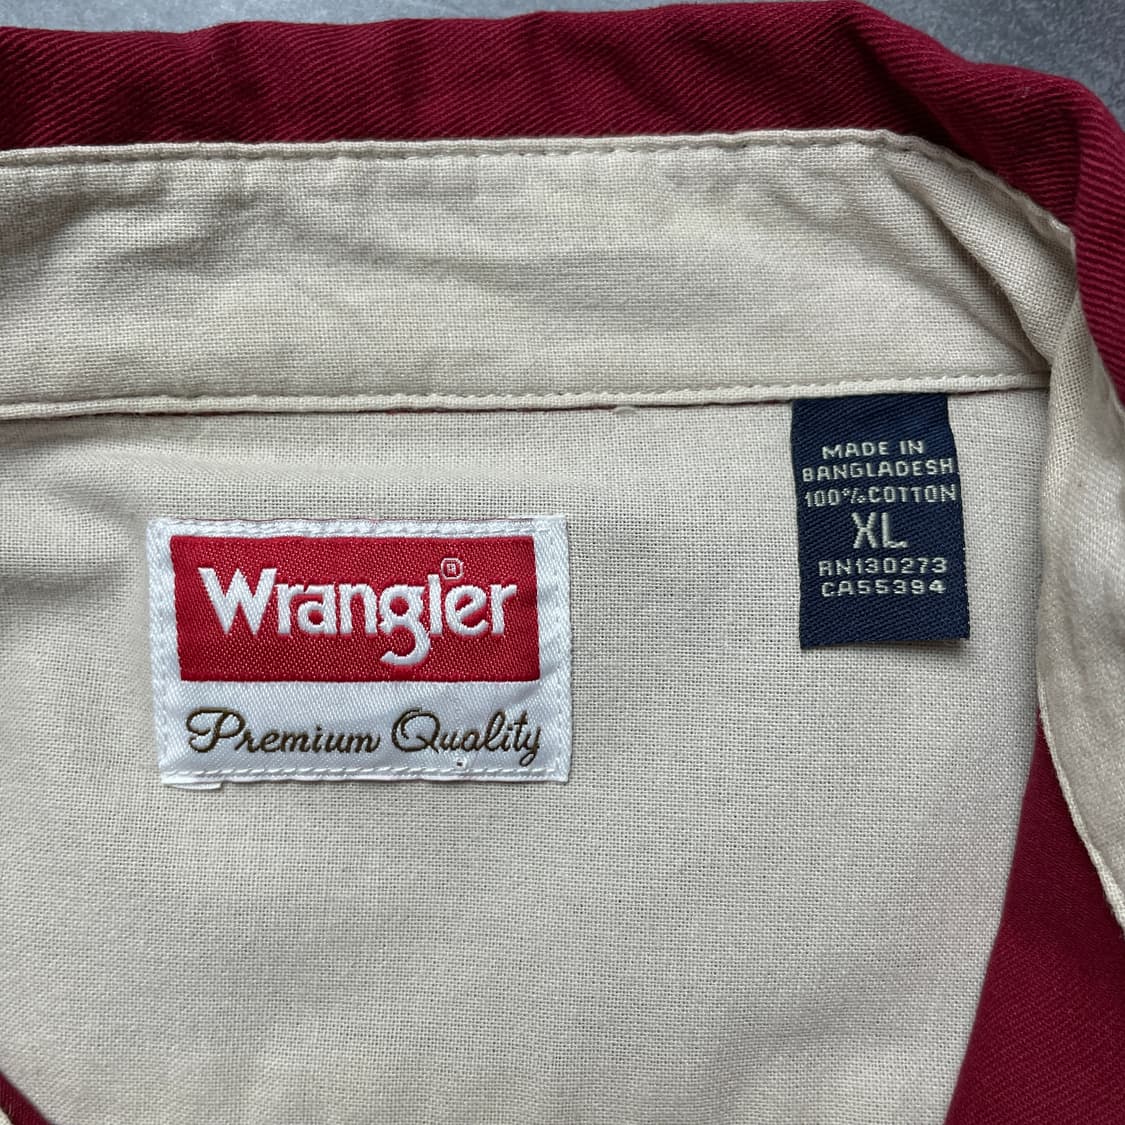 Wrangler®
Premium Quality
MADE IN
BANGLADESH
100%COTTON
XL
RN130273
CA55394